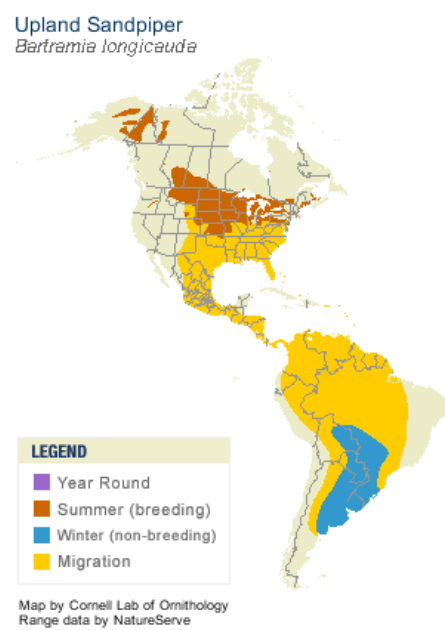 Upland Sandpiper
Bartramia longicauda
LEGEND
Year Round
Summer (breeding)
Winter (non-breeding)
Migration
Map by Cornell Lab of Ornithology
Range data by NatureServe